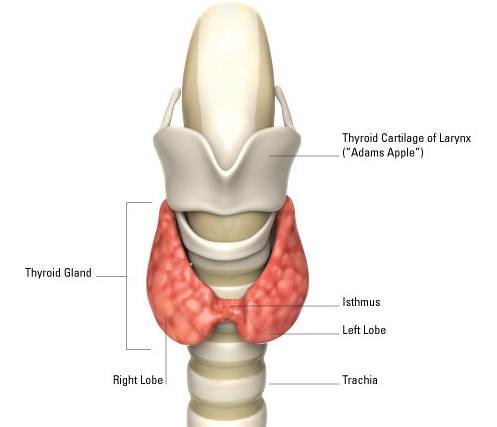 Thyroid Cartilage of Larynx
("Adams Apple")
Thyroid Gland
Isthmus
Left Lobe
Right Lobe
Trachia